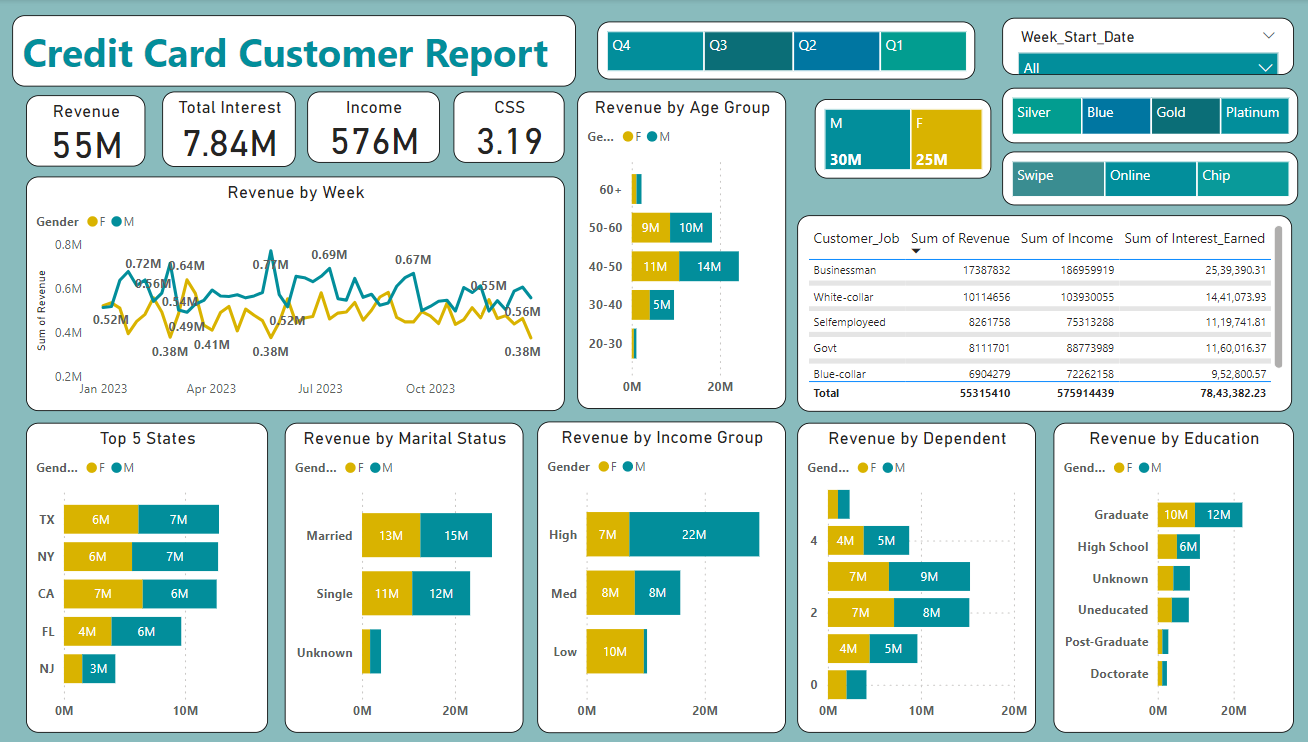 Credit Card Customer Report
Q4 Q3 Q2 Q1
Week_Start_Date
All
Revenue
55M
Total Interest
7.84M
Income
576M
CSS
3.19
Revenue by Age Group
Ge... F M
60+
50-60 9M 10M
40-50 11M 14M
30-40 5M
20-30
0M 20M
M
30M
F
25M
Silver Blue Gold Platinum
Swipe Online Chip
Revenue by Week
Gender F M
Sum of Revenue
0.8M
0.6M
0.4M
0.2M
0.72M 0.64M 0.77M 0.69M 0.67M 0.55M
0.56M 0.54M 0.52M 0.49M 0.52M 0.56M
0.38M 0.41M 0.38M 0.38M
Jan 2023 Apr 2023 Jul 2023 Oct 2023
Customer_Job Sum of Revenue Sum of Income Sum of Interest_Earned
Businessman 17387832 186959919 25,39,390.31
White-collar 10114656 103930055 14,41,073.93
Selfemployeed 8261758 75313288 11,19,741.81
Govt 8111701 88773989 11,60,016.37
Blue-collar 6904279 72262158 9,52,800.57
Total 55315410 575914439 78,43,382.23
Top 5 States
Gend... F M
TX 6M 7M
NY 6M 7M
CA 7M 6M
FL 4M 6M
NJ 3M
0M 10M
Revenue by Marital Status
Gend... F M
Married 13M 15M
Single 11M 12M
Unknown
0M 20M
Revenue by Income Group
Gender F M
High 7M 22M
Med 8M 8M
Low 10M
0M 20M
Revenue by Dependent
Gend... F M
4 4M 5M
7M 9M
2 7M 8M
4M 5M
0
0M 10M 20M
Revenue by Education
Gend... F M
Graduate 10M 12M
High School 6M
Unknown
Uneducated
Post-Graduate
Doctorate
0M 20M